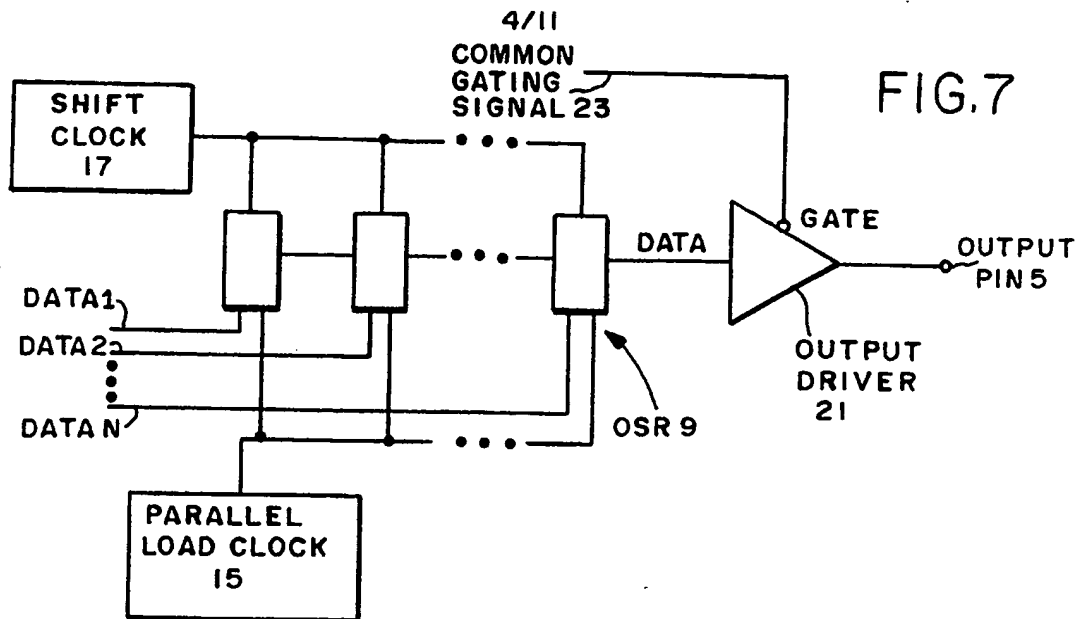 4/11
COMMON
GATING
SIGNAL 23
FIG.7
SHIFT
CLOCK
17
GATE
DATA
OUTPUT
PIN 5
DATA1
DATA2
DATA N
OUTPUT
DRIVER
21
OSR 9
PARALLEL
LOAD CLOCK
15